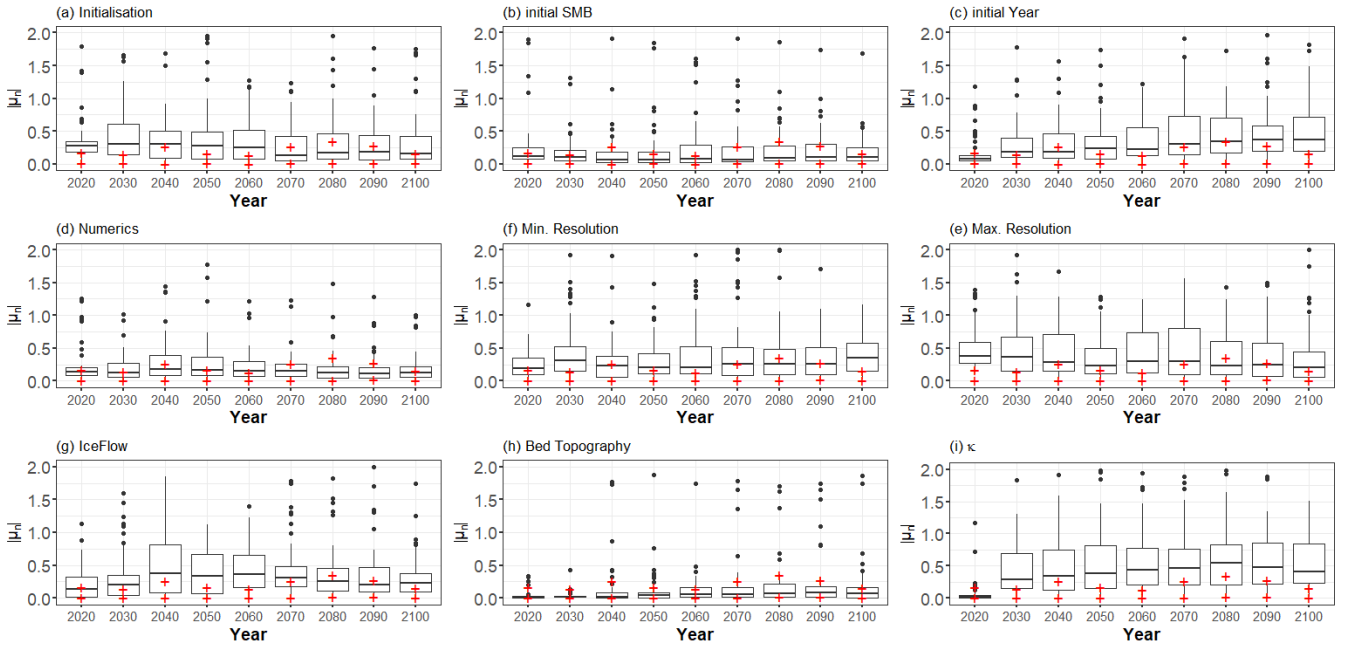 (a) Initialisation
(b) initial SMB
(c) initial Year
2.0
1.5
1.0
0.5
0.0
|μn|
2020 2030 2040 2050 2060 2070 2080 2090 2100
Year
2.0
1.5
1.0
0.5
0.0
|μn|
2020 2030 2040 2050 2060 2070 2080 2090 2100
Year
2.0
1.5
1.0
0.5
0.0
|μn|
2020 2030 2040 2050 2060 2070 2080 2090 2100
Year
(d) Numerics
(f) Min. Resolution
(e) Max. Resolution
2.0
1.5
1.0
0.5
0.0
|μn|
2020 2030 2040 2050 2060 2070 2080 2090 2100
Year
2.0
1.5
1.0
0.5
0.0
|μn|
2020 2030 2040 2050 2060 2070 2080 2090 2100
Year
2.0
1.5
1.0
0.5
0.0
|μn|
2020 2030 2040 2050 2060 2070 2080 2090 2100
Year
(g) IceFlow
(h) Bed Topography
(i) κ
2.0
1.5
1.0
0.5
0.0
|μn|
2020 2030 2040 2050 2060 2070 2080 2090 2100
Year
2.0
1.5
1.0
0.5
0.0
|μn|
2020 2030 2040 2050 2060 2070 2080 2090 2100
Year
2.0
1.5
1.0
0.5
0.0
|μn|
2020 2030 2040 2050 2060 2070 2080 2090 2100
Year